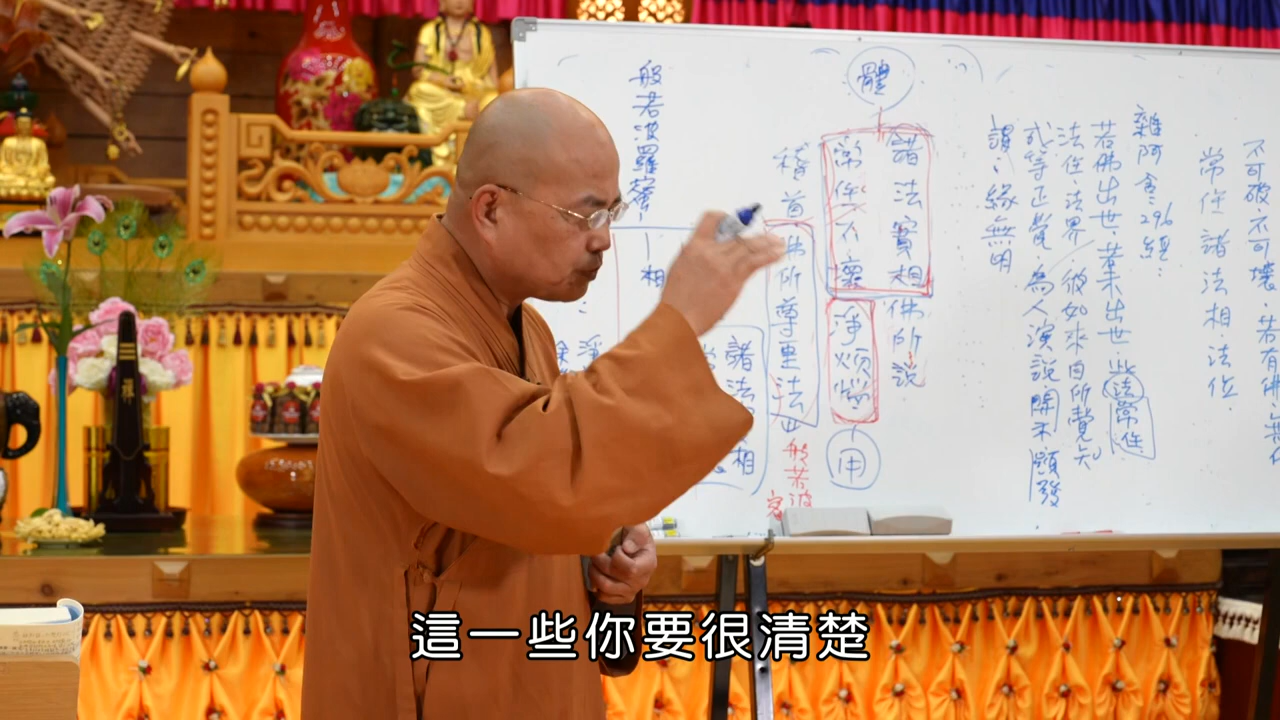 不可破不可壞．若有佛無佛
常住諸法相法位．
雜阿含296經．
若佛出世．若未出世．此法常住
法住法界．彼如來自所覺知
成等正覺．為人演說開示顯發
謂：緣無明
體
諸法實相佛所說
常住不壞淨煩惱
用
稽首佛所尊重法
般若波
般若波羅蜜
相
諸法
相
這一些你要很清楚